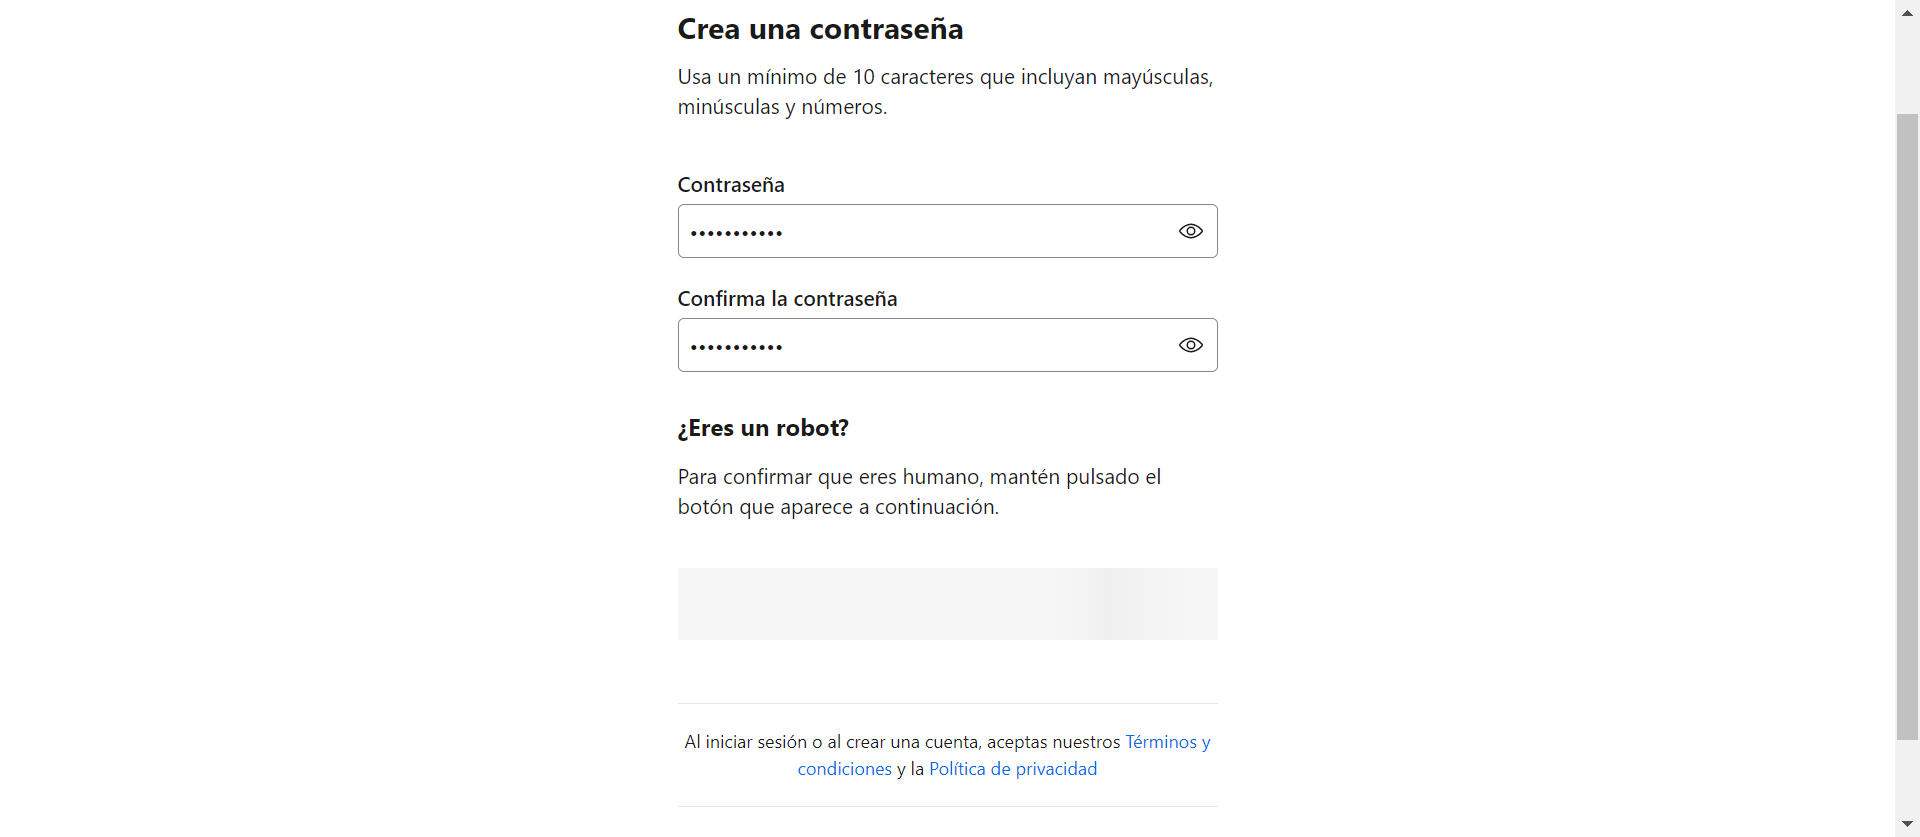 Crea una contraseña
Usa un mínimo de 10 caracteres que incluyan mayúsculas,
minúsculas y números.
Contraseña
•••••••••••
Confirma la contraseña
•••••••••••
¿Eres un robot?
Para confirmar que eres humano, mantén pulsado el
botón que aparece a continuación.
Al iniciar sesión o al crear una cuenta, aceptas nuestros Términos y
condiciones y la Política de privacidad